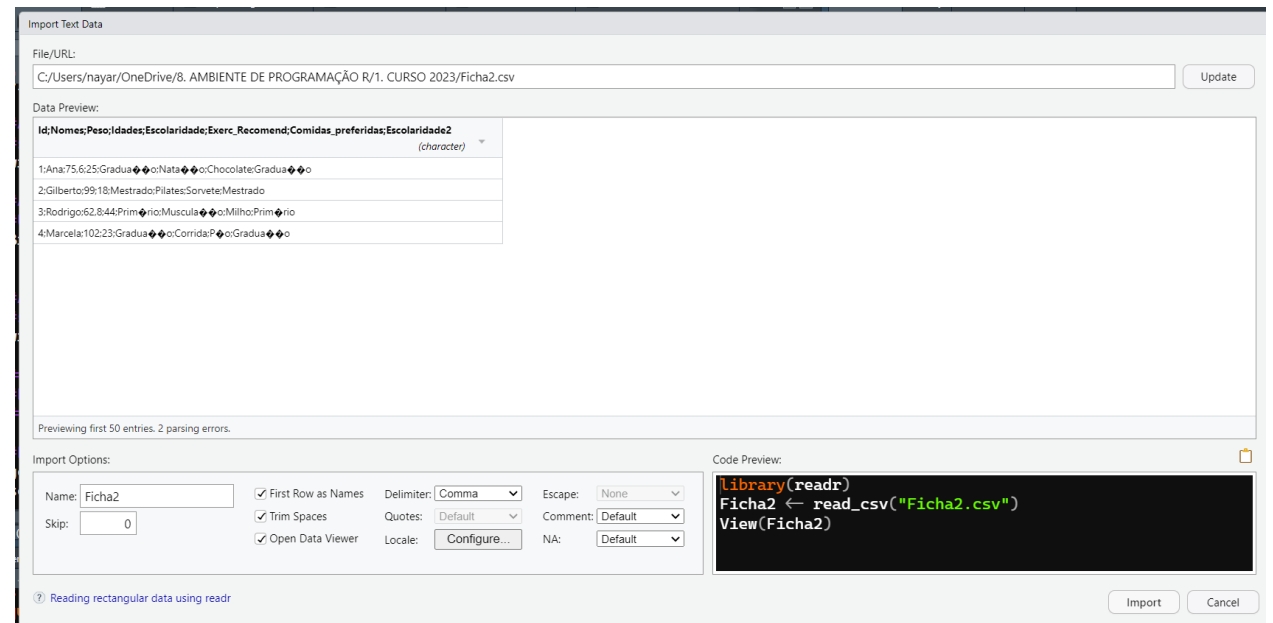 Import Text Data
File/URL:
C:/Users/nayar/OneDrive/8. AMBIENTE DE PROGRAMAÇÃO R/1. CURSO 2023/Ficha2.csv
Update
Data Preview:
Id;Nomes;Peso;Idades;Escolaridade;Exerc_Recomend;Comidas_preferidas;Escolaridade2
(character)
1;Ana;75,6;25;Gradua��o;Nata��o;Chocolate;Gradua��o
2;Gilberto;99;18;Mestrado;Pilates;Sorvete;Mestrado
3;Rodrigo;62,8;44;Prim�rio;Muscula��o;Milho;Prim�rio
4;Marcela;102;23;Gradua��o;Corrida;P�o;Gradua��o
Previewing first 50 entries. 2 parsing errors.
Import Options:
Name: Ficha2
Skip: 0
First Row as Names
Trim Spaces
Open Data Viewer
Delimiter: Comma
Quotes: Default
Locale: Configure...
Escape: None
Comment: Default
NA: Default
Code Preview:
library(readr)
Ficha2 <- read_csv("Ficha2.csv")
View(Ficha2)
? Reading rectangular data using readr
Import
Cancel